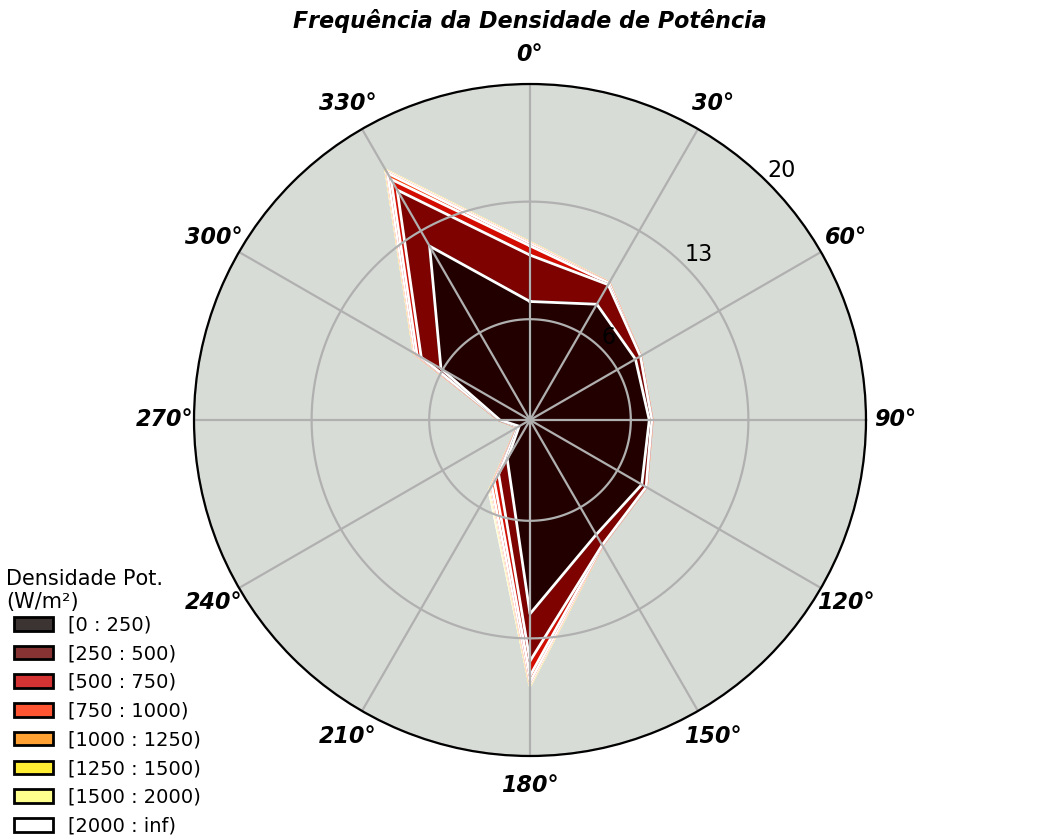 Frequência da Densidade de Potência
0°
330°
30°
20
300°
60°
13
6
270°
90°
240°
120°
210°
150°
180°
Densidade Pot.
(W/m²)
[0 : 250)
[250 : 500)
[500 : 750)
[750 : 1000)
[1000 : 1250)
[1250 : 1500)
[1500 : 2000)
[2000 : inf)